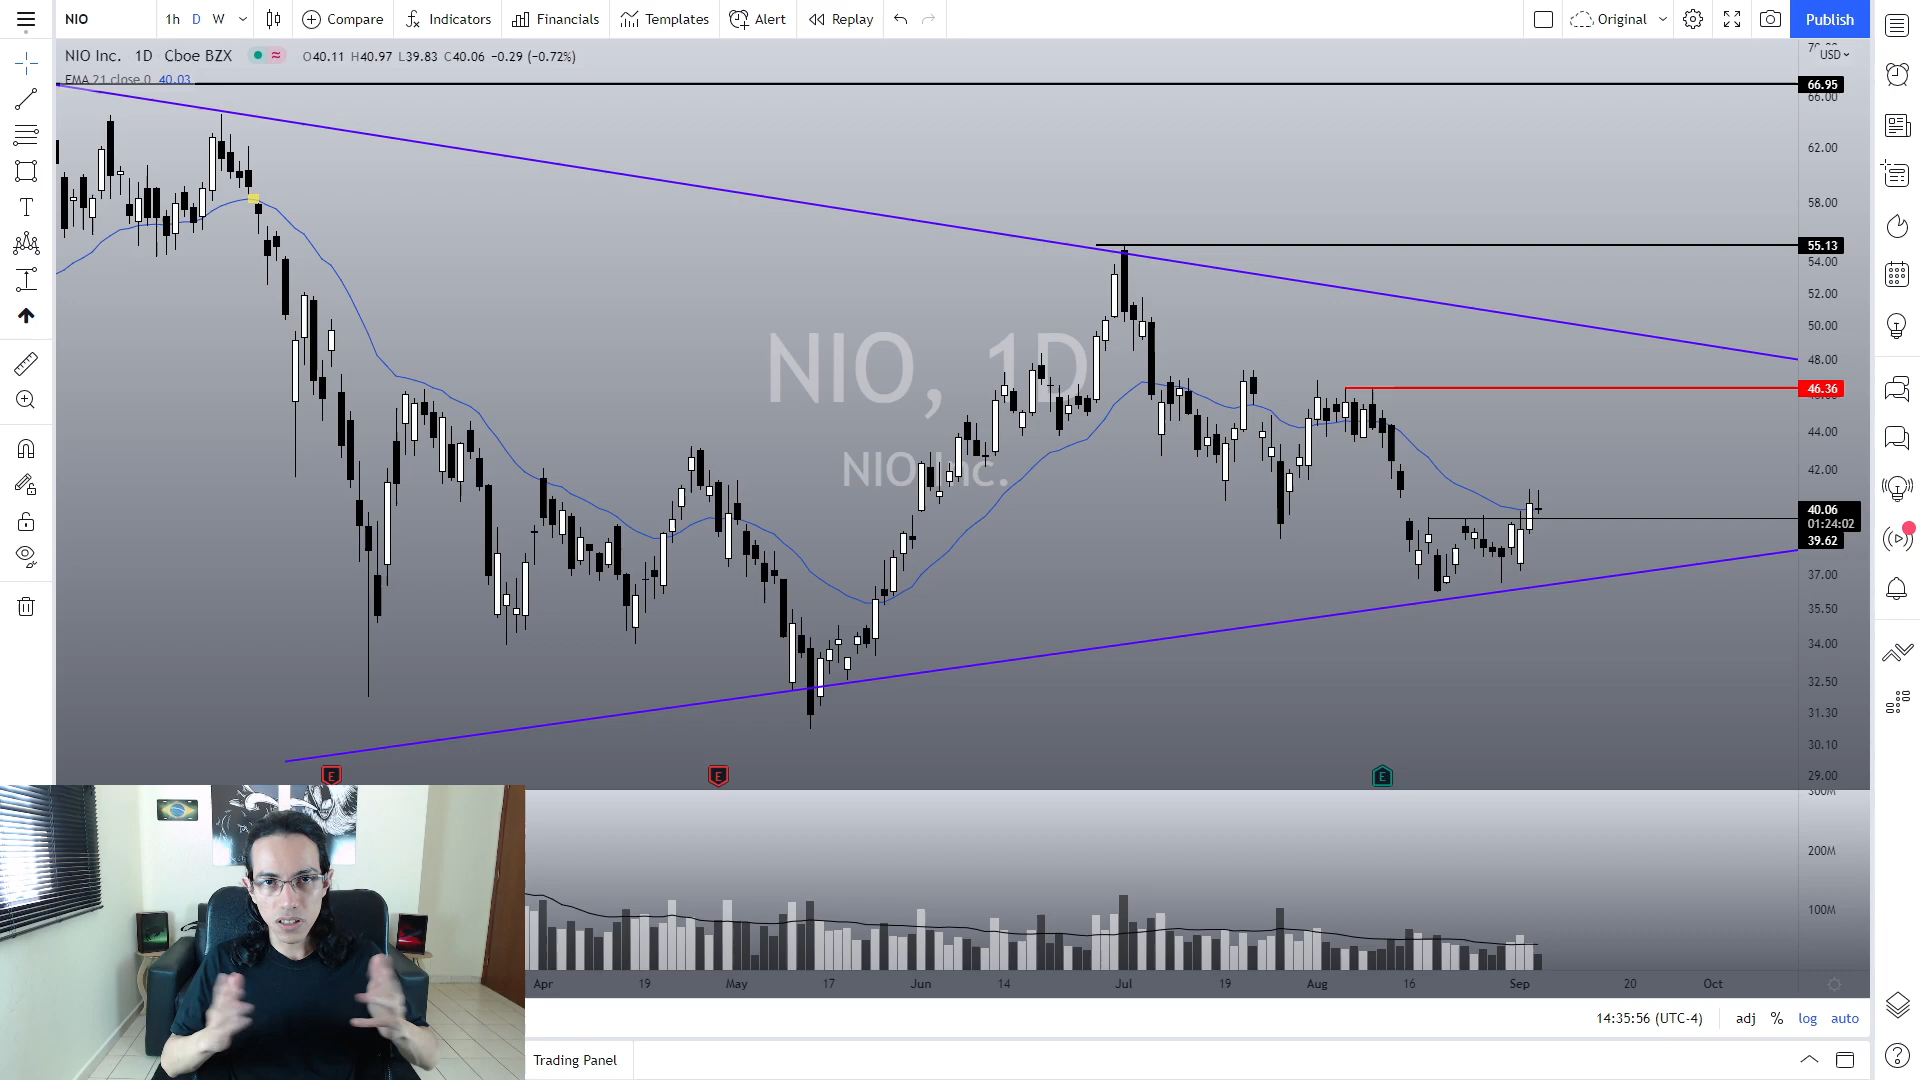 NIO 1h D W Compare Indicators Financials Templates Alert Replay Original Publish
NIO Inc. 1D Cboe BZX O40.11 H40.97 L39.83 C40.06 −0.29 (−0.72%)
USD
EMA 21 close 0 40.03
66.95
66.00
62.00
58.00
55.13
54.00
52.00
50.00
48.00
46.36
44.00
42.00
40.06
01:24:02
39.62
37.00
35.50
34.00
32.50
31.30
30.10
29.00
NIO, 1D
NIO Inc.
E E E
300M
200M
100M
Apr 19 May 17 Jun 14 Jul 19 Aug 16 Sep 20 Oct
14:35:56 (UTC-4) adj % log auto
Trading Panel